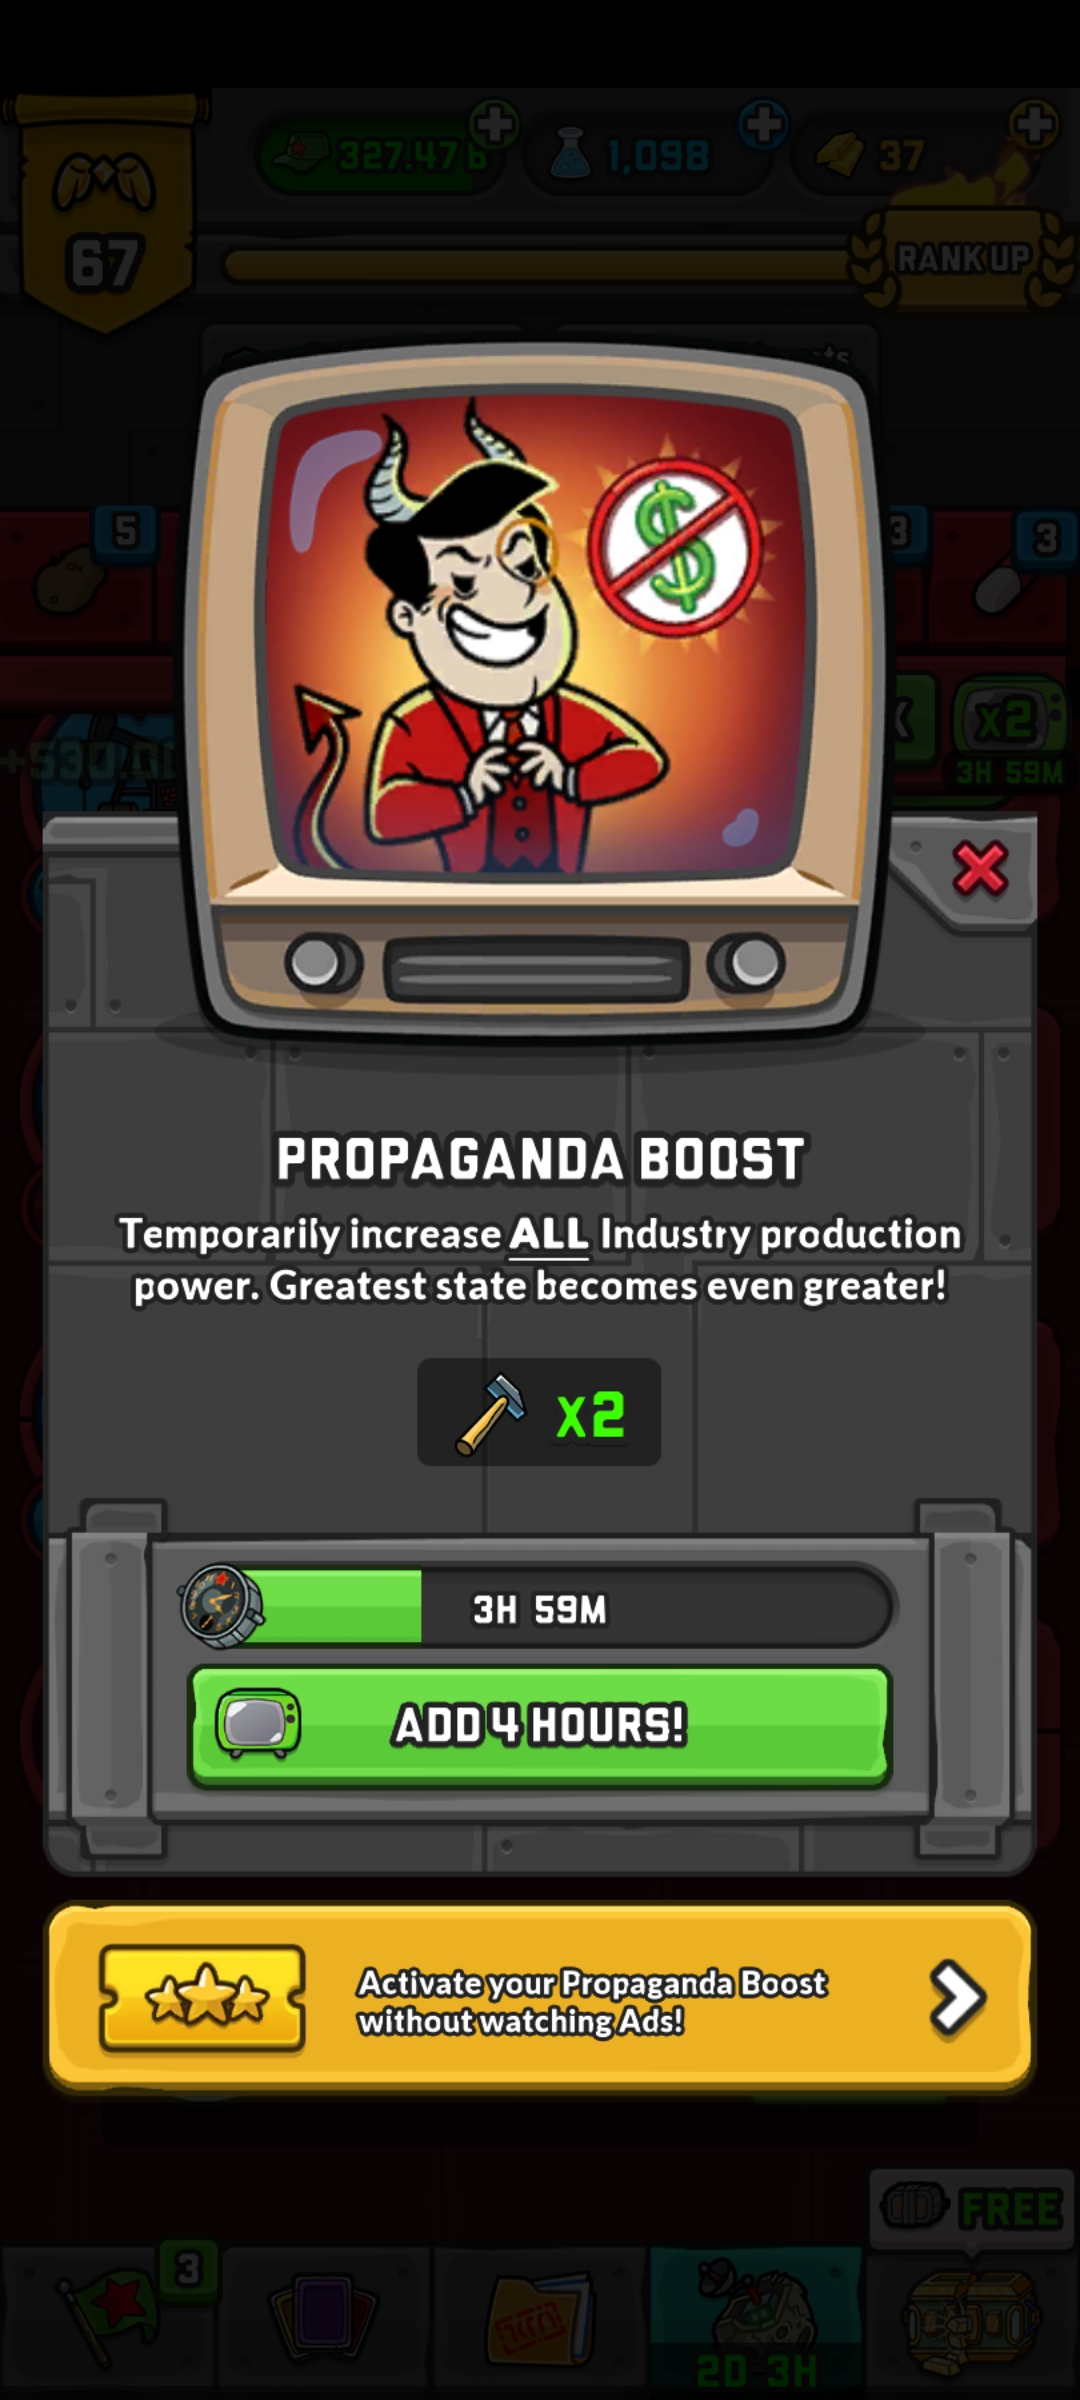 327.47 B
1,098
37
67
RANK UP
5
3
3
x2
3H 59M
PROPAGANDA BOOST
Temporarily increase ALL Industry production
power. Greatest state becomes even greater!
x2
3H 59M
ADD 4 HOURS!
Activate your Propaganda Boost
without watching Ads!
FREE
3
2D 3H